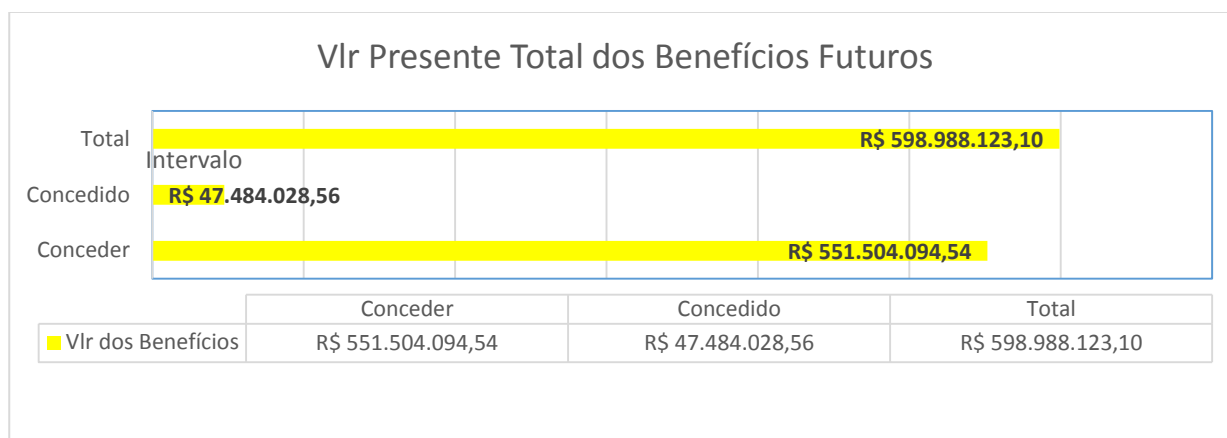 Vlr Presente Total dos Benefícios Futuros
Total
R$ 598.988.123,10
Intervalo
Concedido
R$ 47.484.028,56
Conceder
R$ 551.504.094,54
Conceder Concedido Total
Vlr dos Benefícios R$ 551.504.094,54 R$ 47.484.028,56 R$ 598.988.123,10